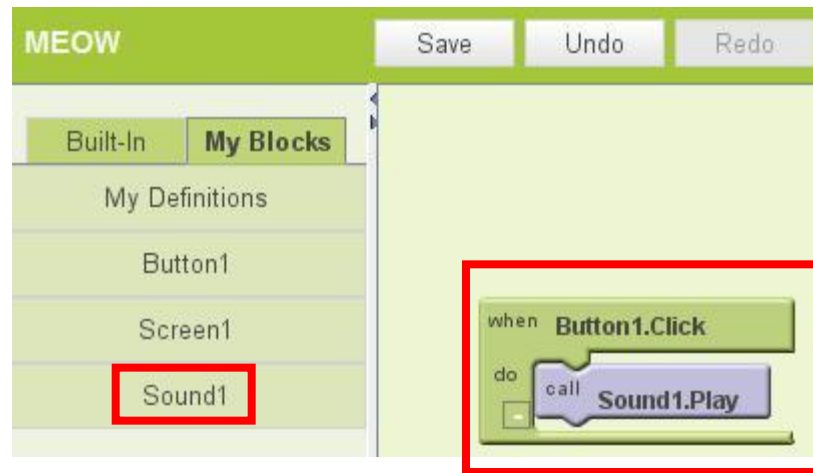 MEOW
Save Undo Redo
Built-In My Blocks
My Definitions
Button1
Screen1
Sound1
when Button1.Click
do
call Sound1.Play